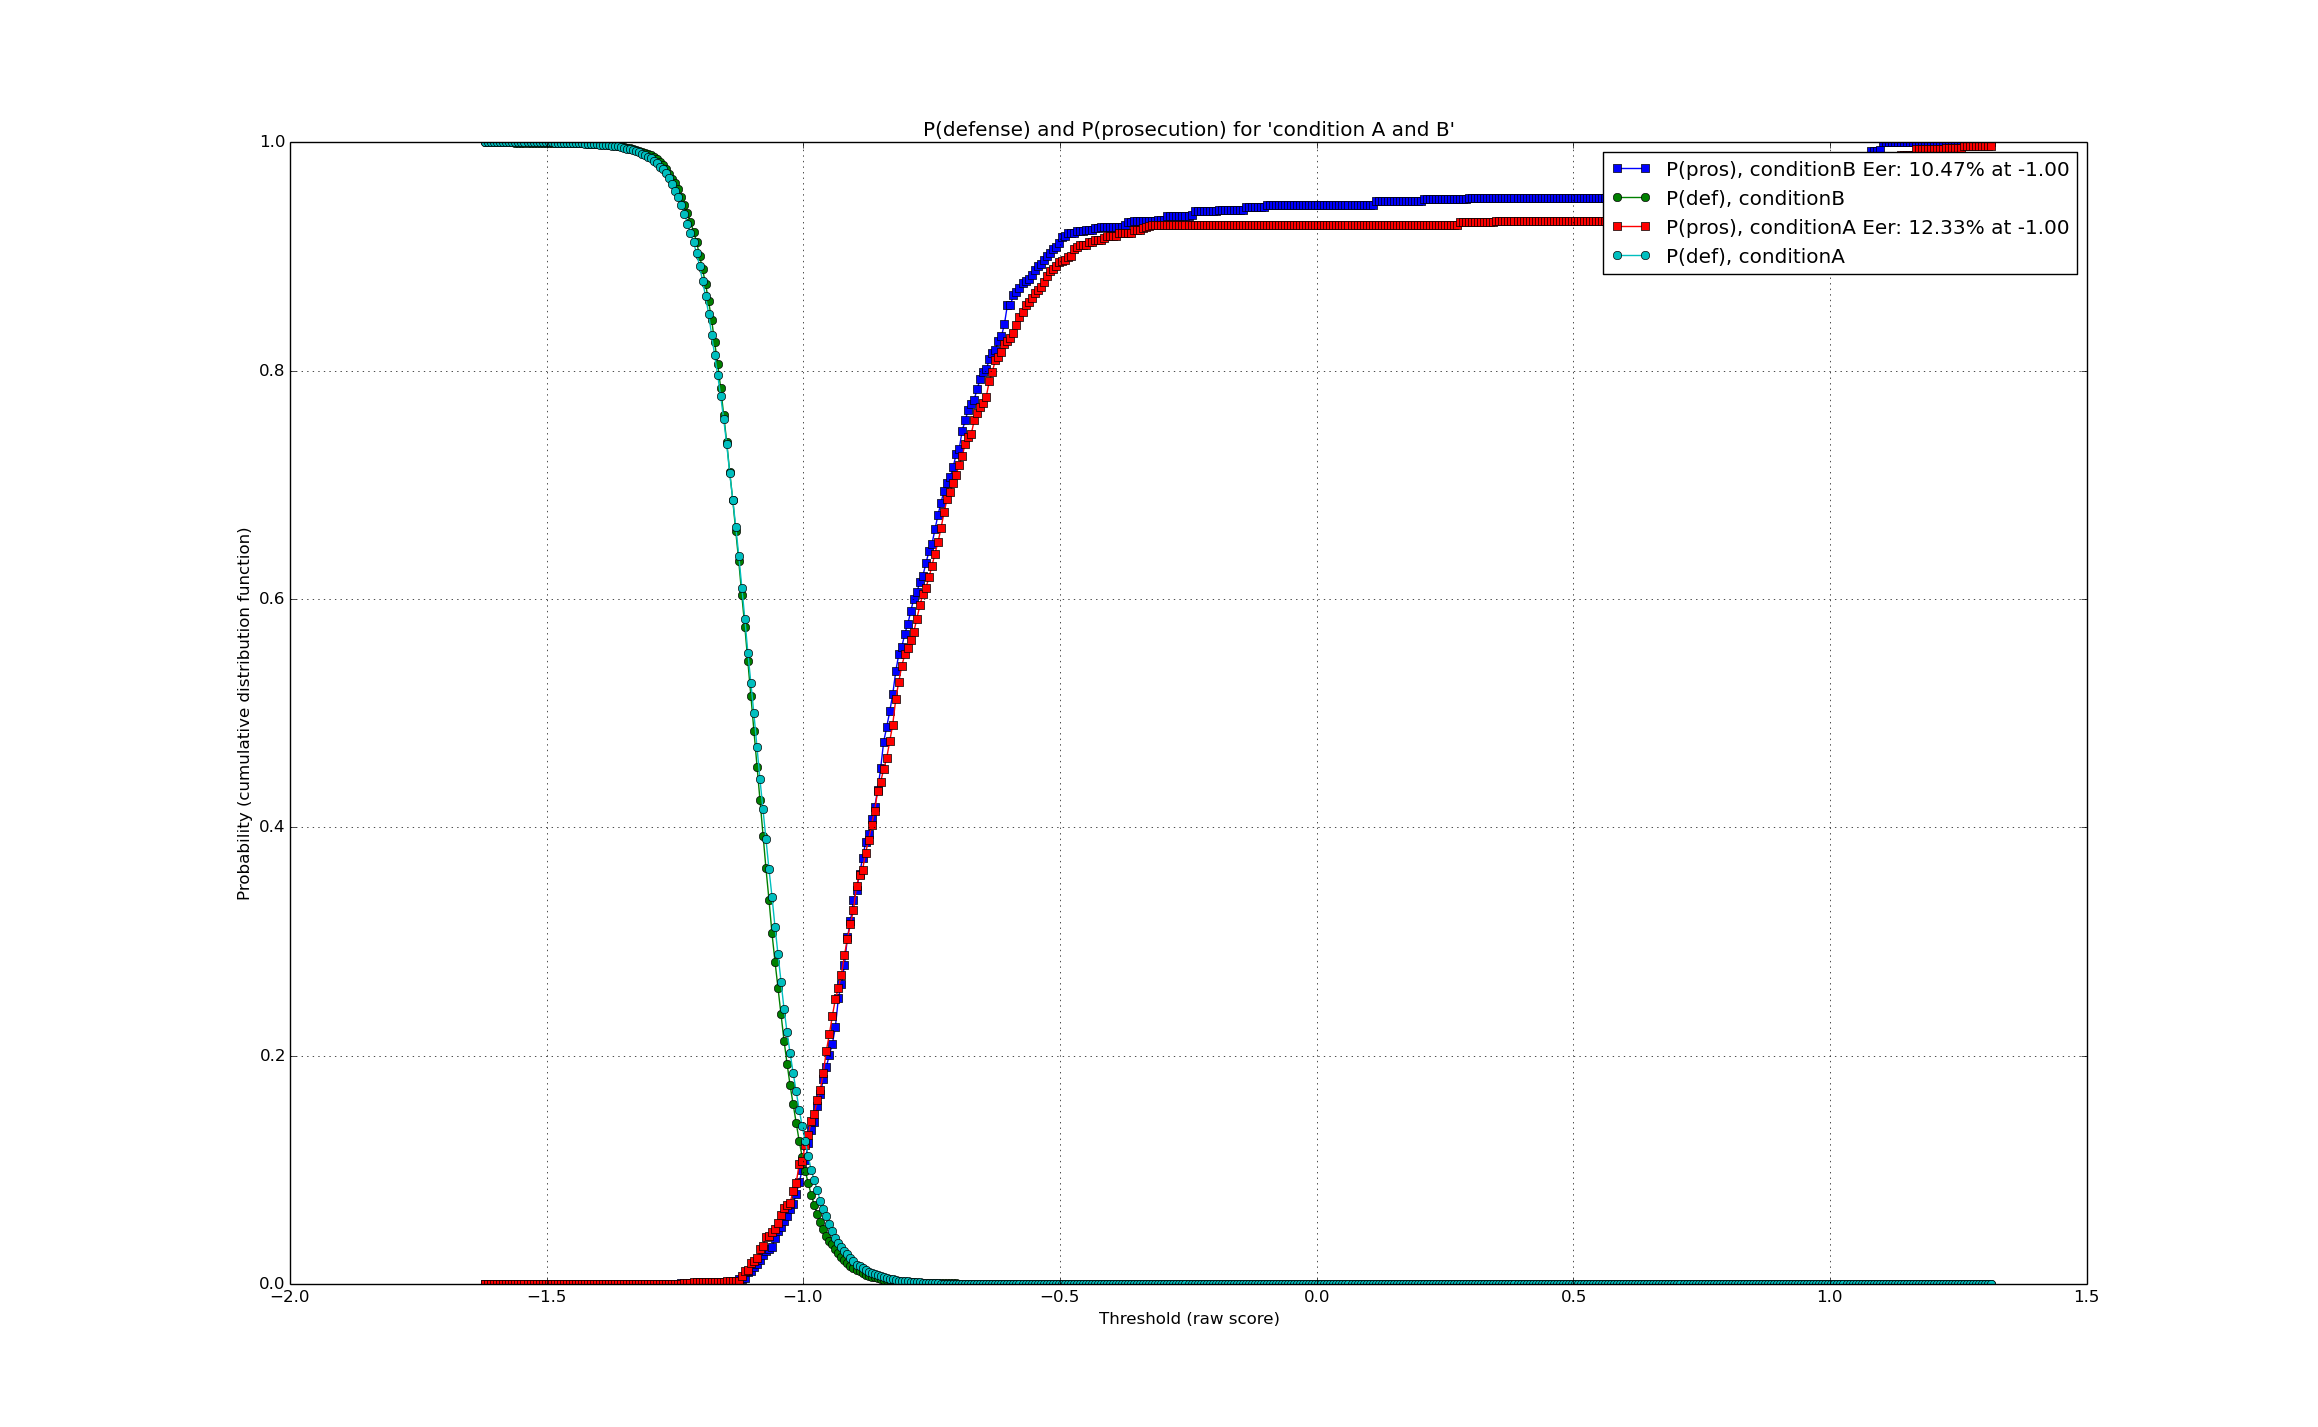 P(defense) and P(prosecution) for 'condition A and B'
1.0
0.8
0.6
0.4
0.2
0.0
Probability (cumulative distribution function)
P(pros), conditionB Eer: 10.47% at -1.00
P(def), conditionB
P(pros), conditionA Eer: 12.33% at -1.00
P(def), conditionA
−2.0 −1.5 −1.0 −0.5 0.0 0.5 1.0 1.5
Threshold (raw score)